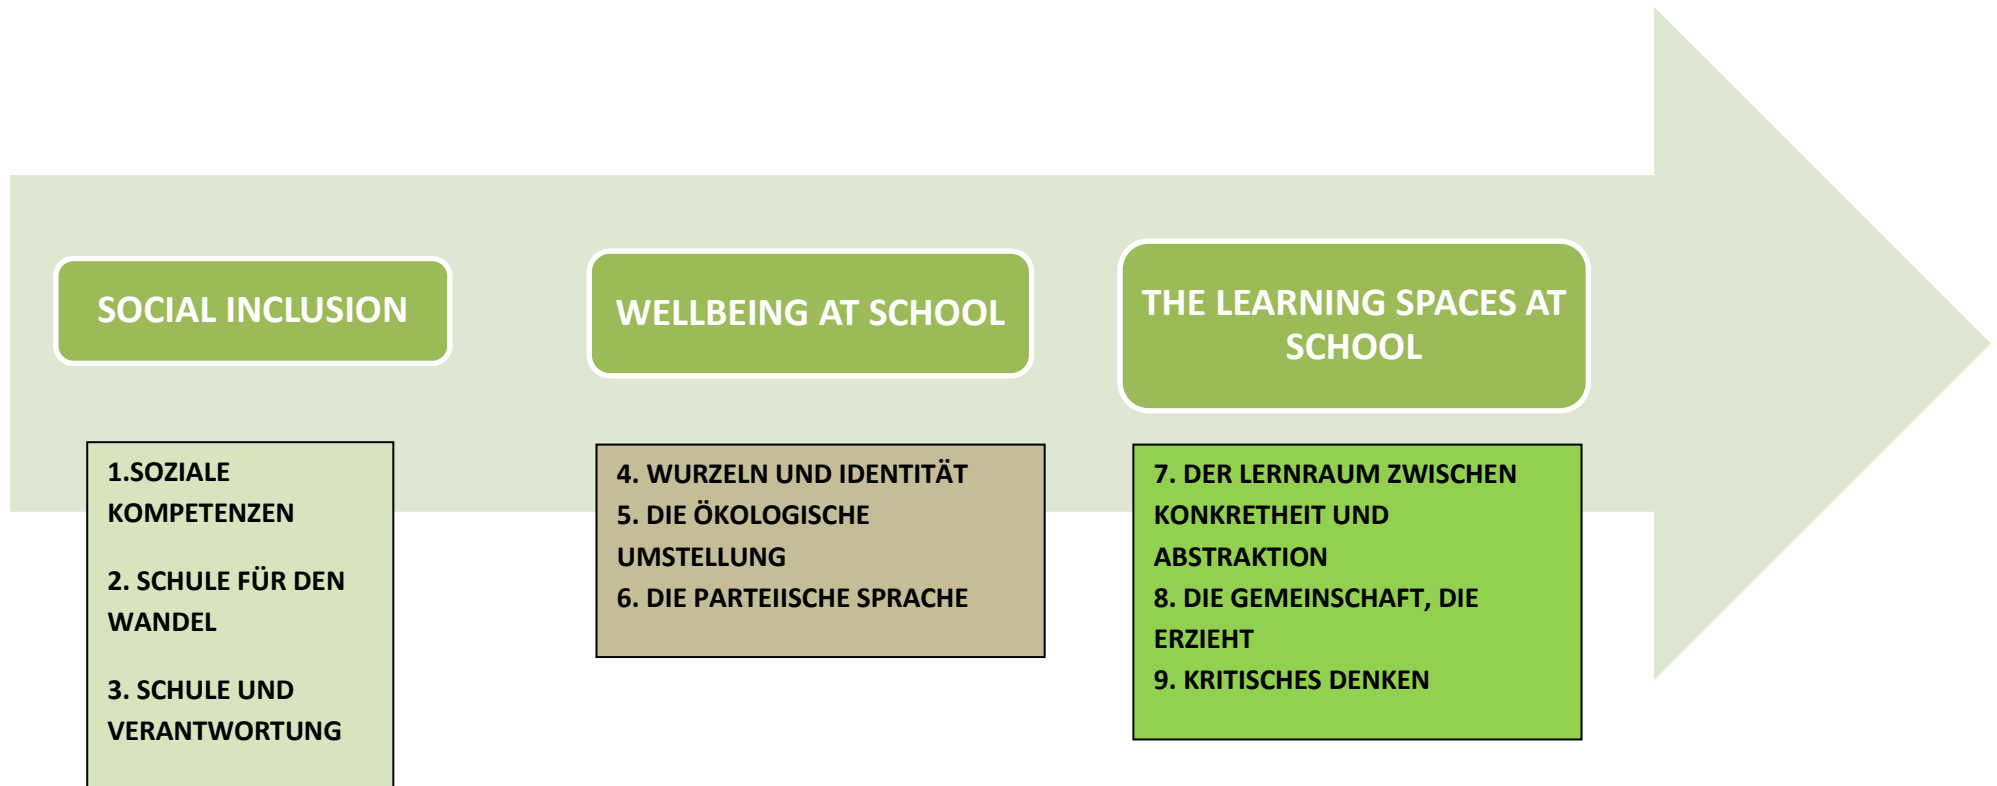 SOCIAL INCLUSION
WELLBEING AT SCHOOL
THE LEARNING SPACES AT
SCHOOL
1.SOZIALE
KOMPETENZEN
2. SCHULE FÜR DEN
WANDEL
3. SCHULE UND
VERANTWORTUNG
4. WURZELN UND IDENTITÄT
5. DIE ÖKOLOGISCHE
UMSTELLUNG
6. DIE PARTEIISCHE SPRACHE
7. DER LERNRAUM ZWISCHEN
KONKRETHEIT UND
ABSTRAKTION
8. DIE GEMEINSCHAFT, DIE
ERZIEHT
9. KRITISCHES DENKEN